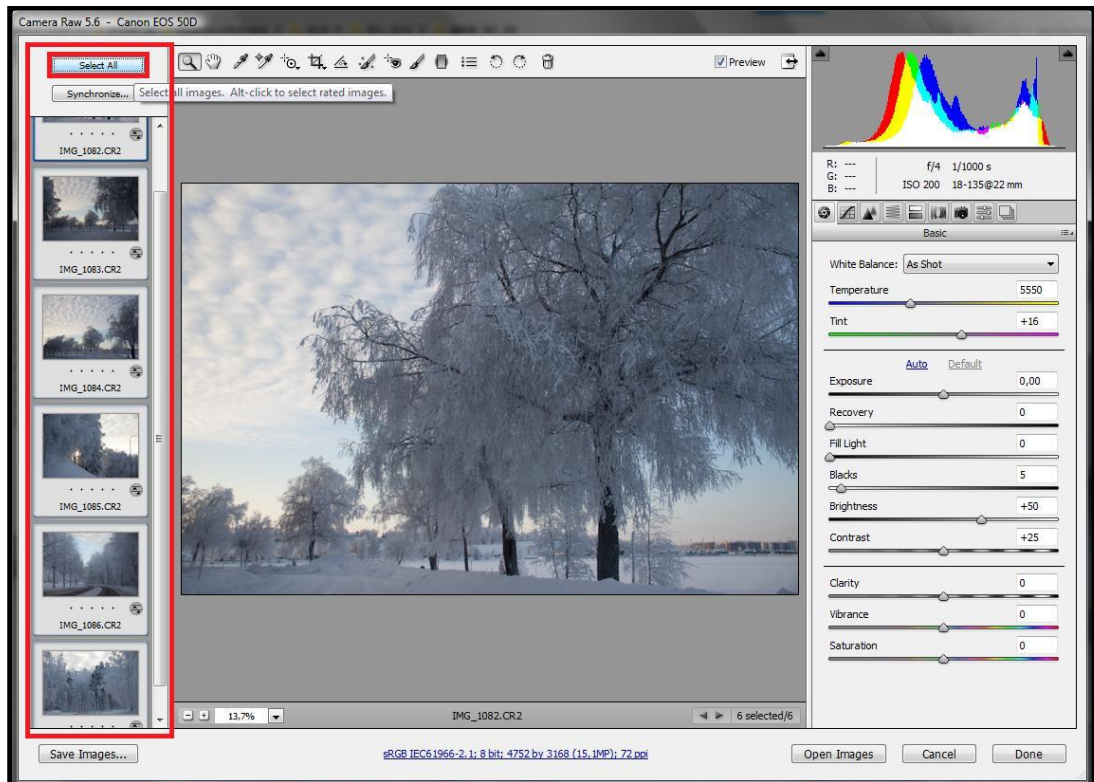 Camera Raw 5.6 - Canon EOS 50D
Select All
Synchronize...
Select all images. Alt-click to select rated images.
Preview
IMG_1082.CR2
IMG_1083.CR2
IMG_1084.CR2
IMG_1085.CR2
IMG_1086.CR2
R: ---
G: ---
B: ---
f/4 1/1000 s
ISO 200 18-135@22 mm
Basic
White Balance: As Shot
Temperature 5550
Tint +16
Auto Default
Exposure 0,00
Recovery 0
Fill Light 0
Blacks 5
Brightness +50
Contrast +25
Clarity 0
Vibrance 0
Saturation 0
13,7%
IMG_1082.CR2
6 selected/6
Save Images...
sRGB IEC61966-2.1; 8 bit; 4752 by 3168 (15,1MP); 72 ppi
Open Images
Cancel
Done